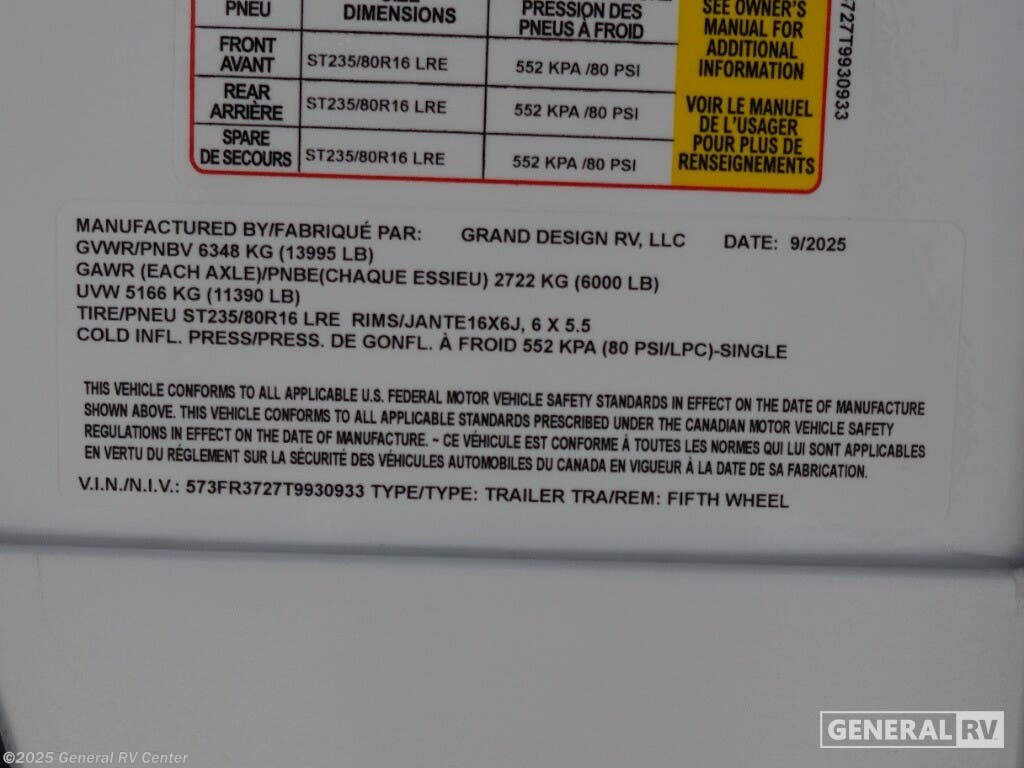 PNEU
DIMENSIONS
PRESSION DES
PNEUS À FROID
SEE OWNER'S
MANUAL FOR
ADDITIONAL
INFORMATION
FRONT
AVANT
ST235/80R16 LRE
552 KPA /80 PSI
REAR
ARRIÈRE
ST235/80R16 LRE
552 KPA /80 PSI
SPARE
DE SECOURS
ST235/80R16 LRE
552 KPA /80 PSI
VOIR LE MANUEL
DE L'USAGER
POUR PLUS DE
RENSEIGNEMENTS
727T9930933
MANUFACTURED BY/FABRIQUÉ PAR: GRAND DESIGN RV, LLC DATE: 9/2025
GVWR/PNBV 6348 KG (13995 LB)
GAWR (EACH AXLE)/PNBE(CHAQUE ESSIEU) 2722 KG (6000 LB)
UVW 5166 KG (11390 LB)
TIRE/PNEU ST235/80R16 LRE RIMS/JANTE16X6J, 6 X 5.5
COLD INFL. PRESS/PRESS. DE GONFL. À FROID 552 KPA (80 PSI/LPC)-SINGLE
THIS VEHICLE CONFORMS TO ALL APPLICABLE U.S. FEDERAL MOTOR VEHICLE SAFETY STANDARDS IN EFFECT ON THE DATE OF MANUFACTURE
SHOWN ABOVE. THIS VEHICLE CONFORMS TO ALL APPLICABLE STANDARDS PRESCRIBED UNDER THE CANADIAN MOTOR VEHICLE SAFETY
REGULATIONS IN EFFECT ON THE DATE OF MANUFACTURE. ~ CE VÉHICULE EST CONFORME À TOUTES LES NORMES QUI LUI SONT APPLICABLES
EN VERTU DU RÉGLEMENT SUR LA SÉCURITÉ DES VÉHICULES AUTOMOBILES DU CANADA EN VIGUEUR À LA DATE DE SA FABRICATION.
V.I.N./N.I.V.: 573FR3727T9930933 TYPE/TYPE: TRAILER TRA/REM: FIFTH WHEEL
GENERAL RV
©2025 General RV Center